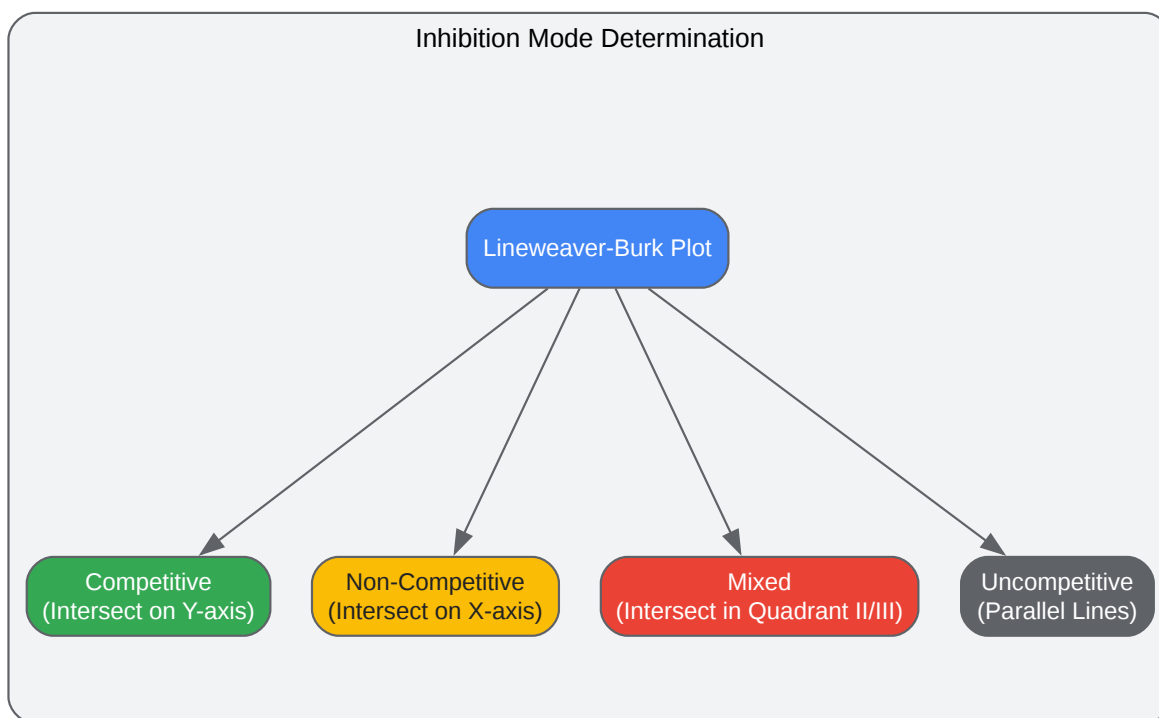 Inhibition Mode Determination
Lineweaver-Burk Plot
Competitive
(Intersect on Y-axis)
Non-Competitive
(Intersect on X-axis)
Mixed
(Intersect in Quadrant II/III)
Uncompetitive
(Parallel Lines)